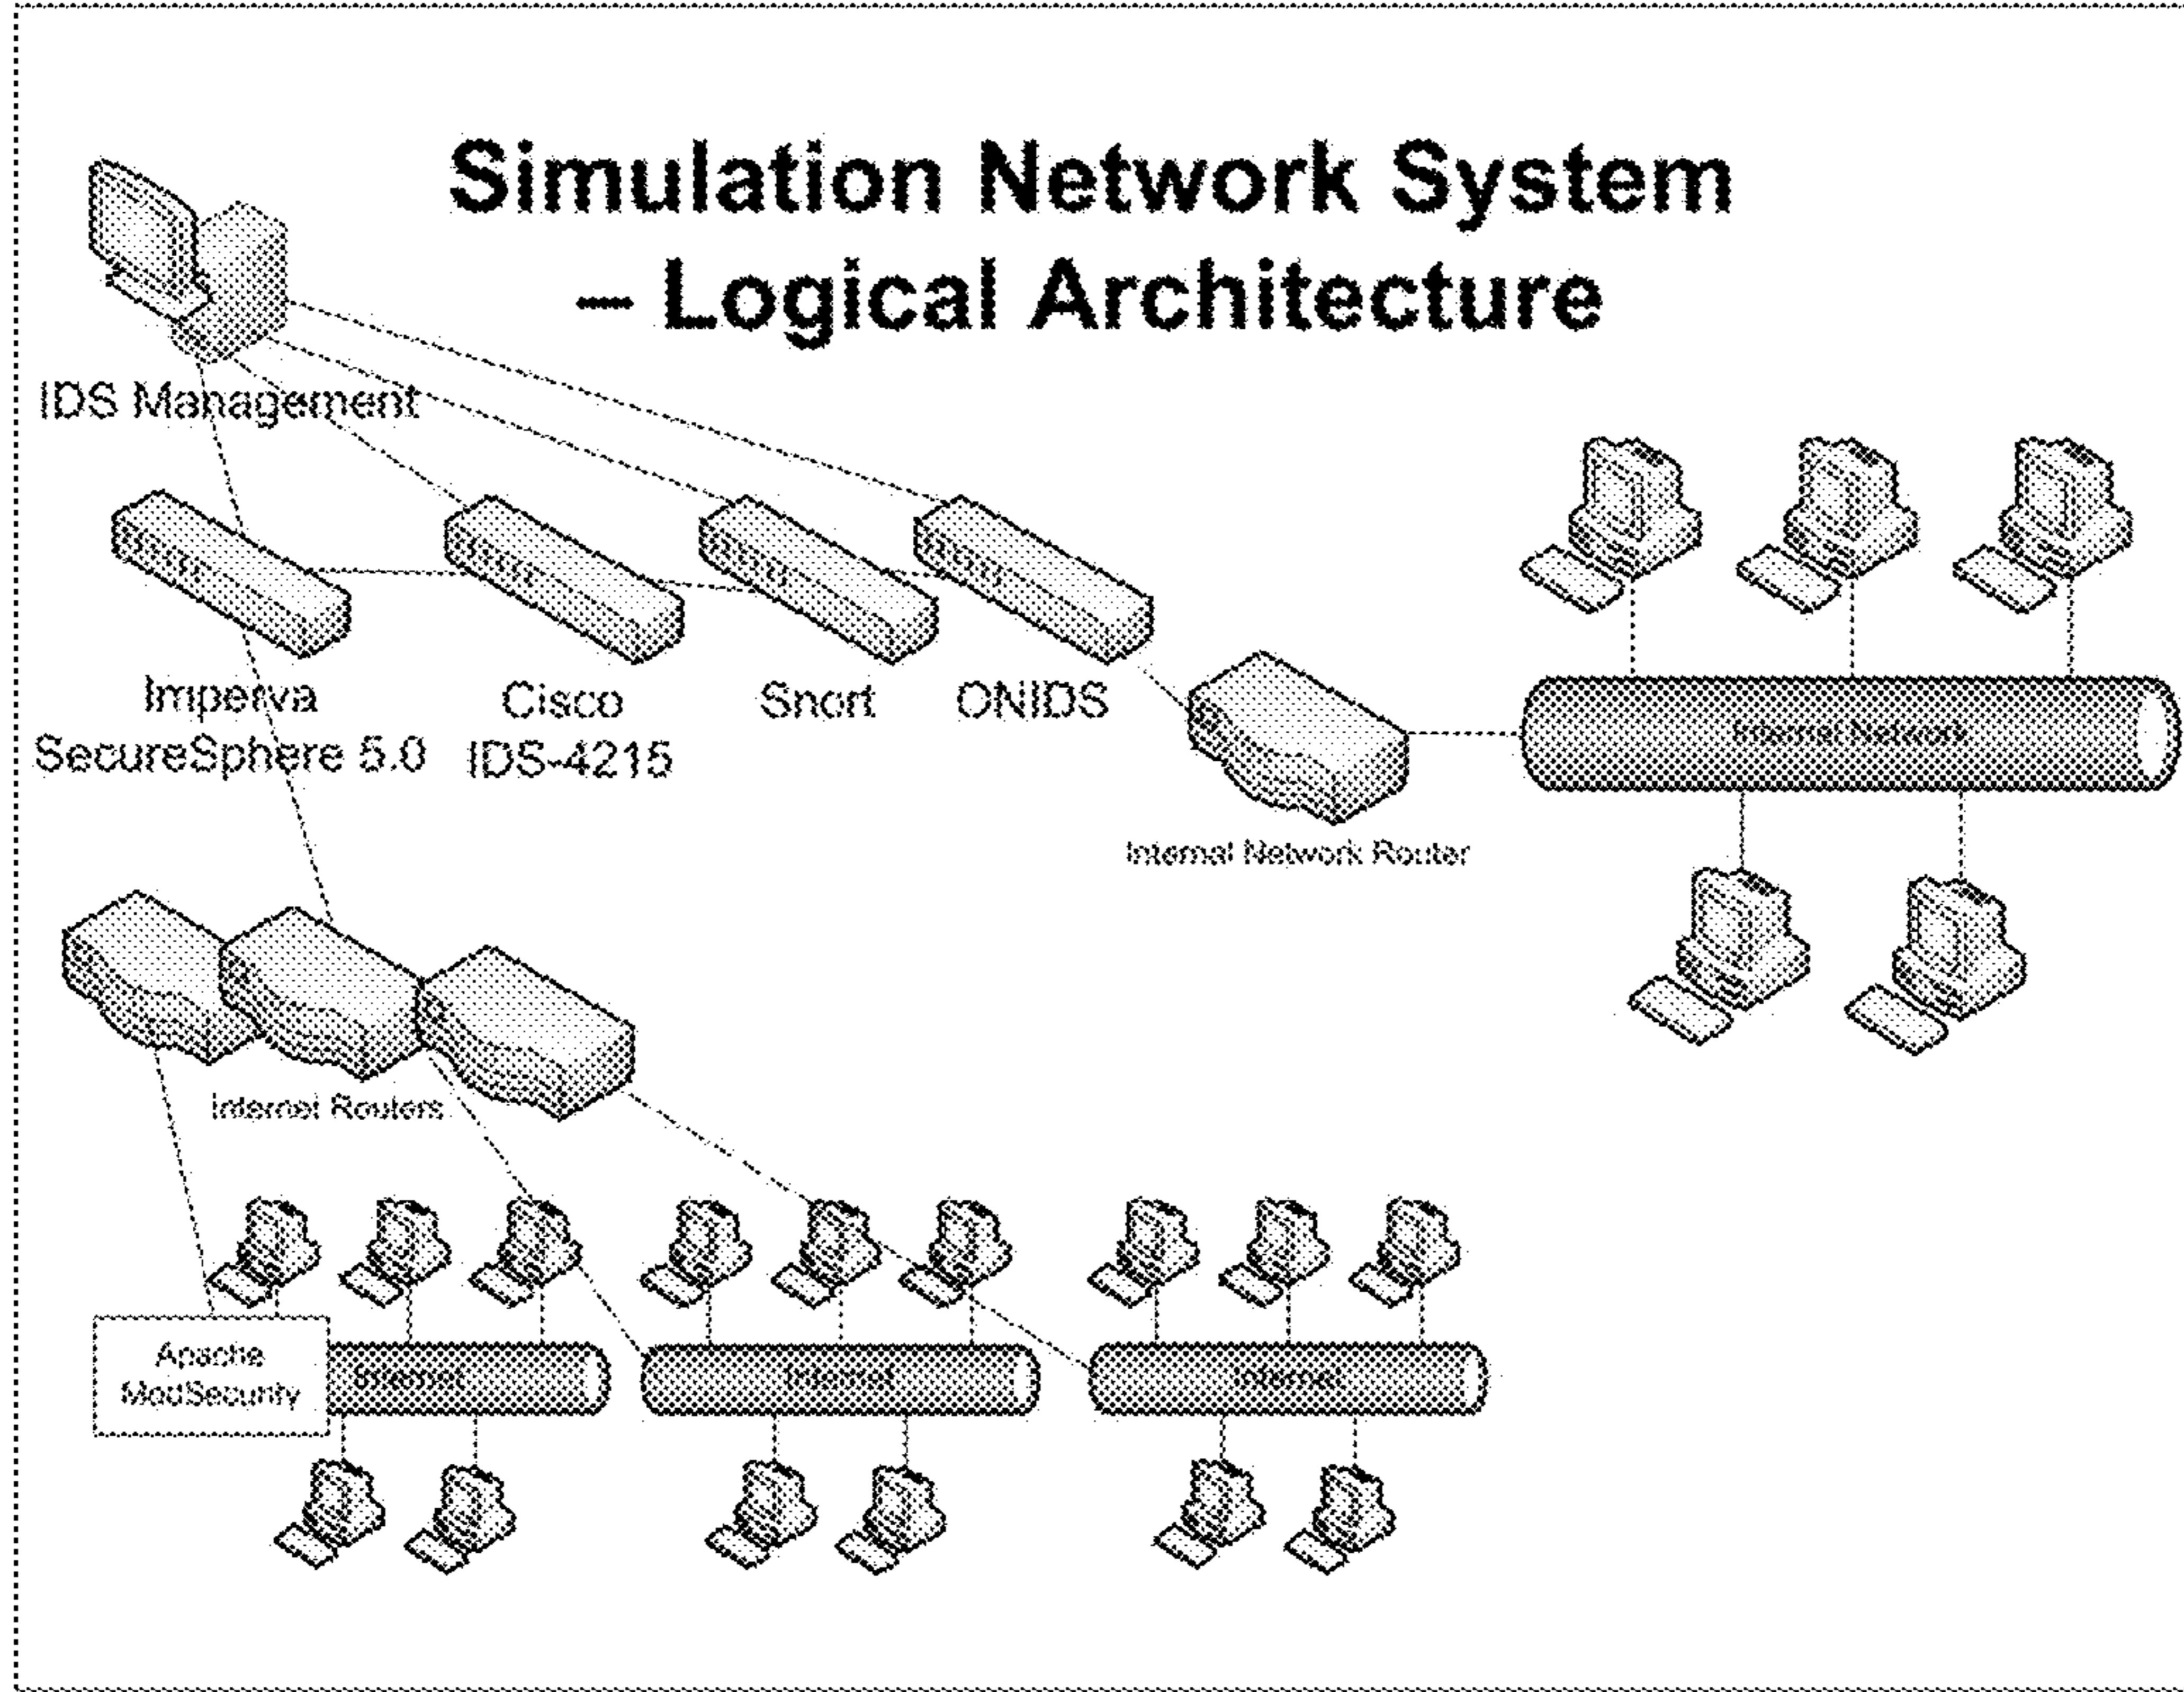 Simulation Network System
– Logical Architecture
IDS Management
Imperva
SecureSphere 5.0
Cisco
IDS-4215
Snort
ONIDS
Internal Network
Internal Network Router
Internet Routers
Apache
ModSecurity
Internet
Internet
Internet